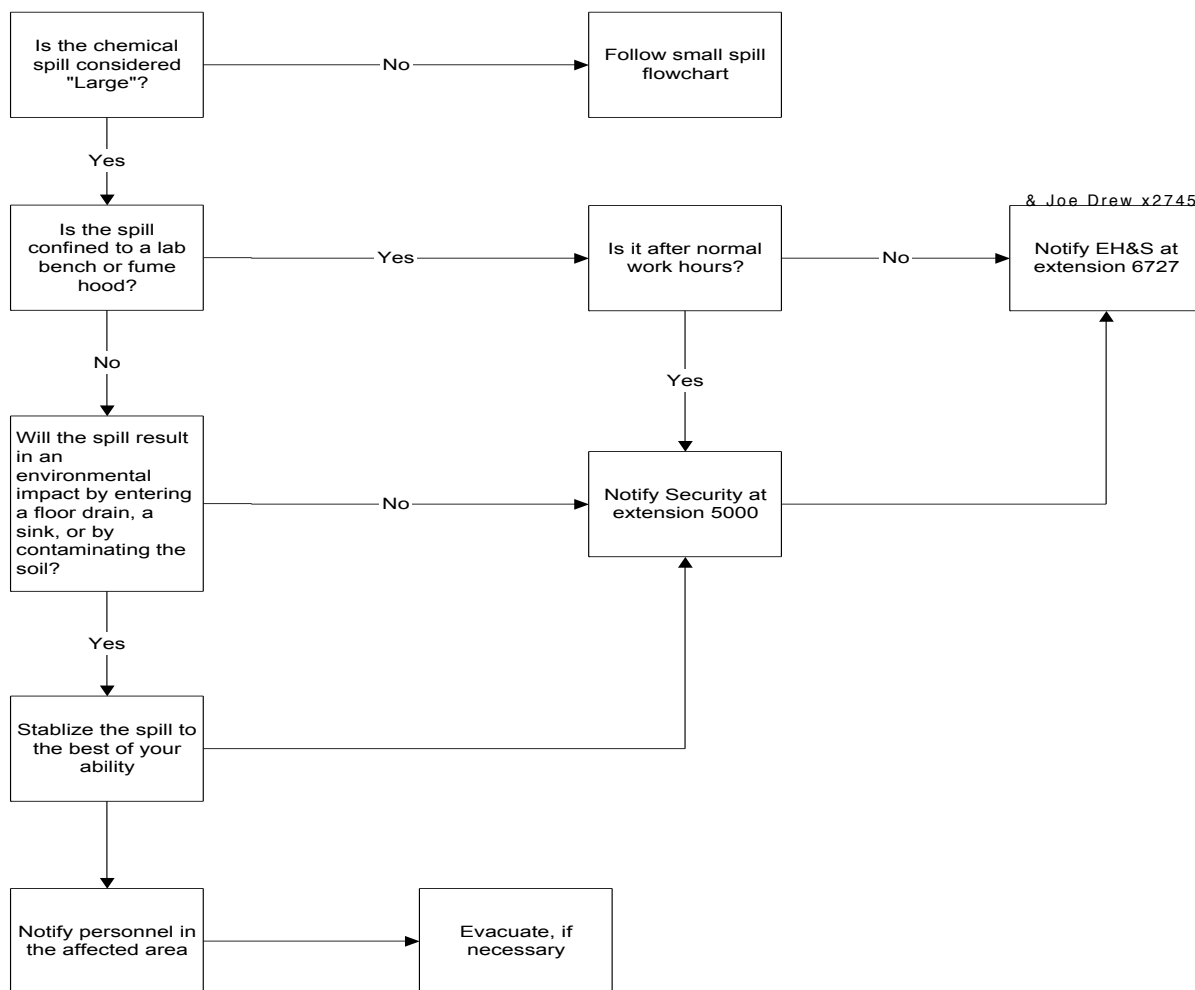 Is the chemical
spill considered
"Large"?
No
Follow small spill
flowchart
Yes
& Joe Drew x2745
Is the spill
confined to a lab
bench or fume
hood?
Yes
Is it after normal
work hours?
No
Notify EH&S at
extension 6727
No
Yes
Will the spill result
in an
environmental
impact by entering
a floor drain, a
sink, or by
contaminating the
soil?
No
Notify Security at
extension 5000
Yes
Stablize the spill to
the best of your
ability
Notify personnel in
the affected area
Evacuate, if
necessary